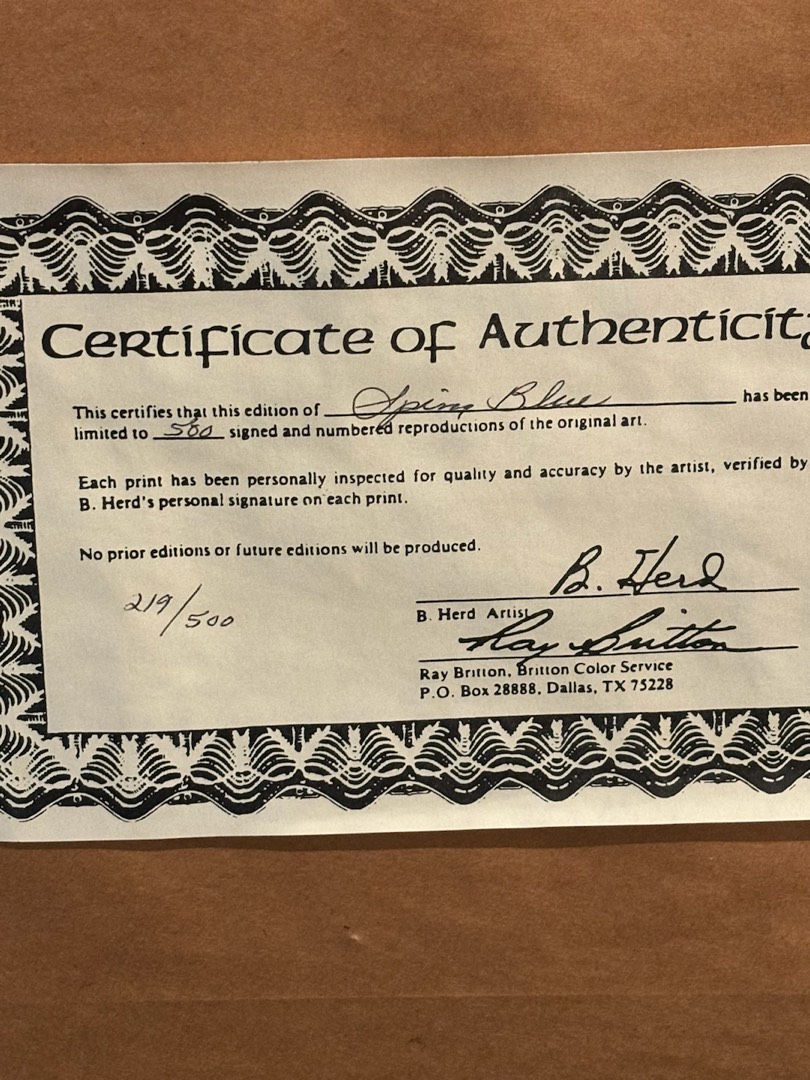 Certificate of Authenticity
This certifies that this edition of Spring Blue has been
limited to 500 signed and numbered reproductions of the original art.
Each print has been personally inspected for quality and accuracy by the artist, verified by
B. Herd's personal signature on each print.
No prior editions or future editions will be produced.
219/500
B. Herd
B. Herd Artist
Ray Britton
Ray Britton, Britton Color Service
P.O. Box 28888, Dallas, TX 75228